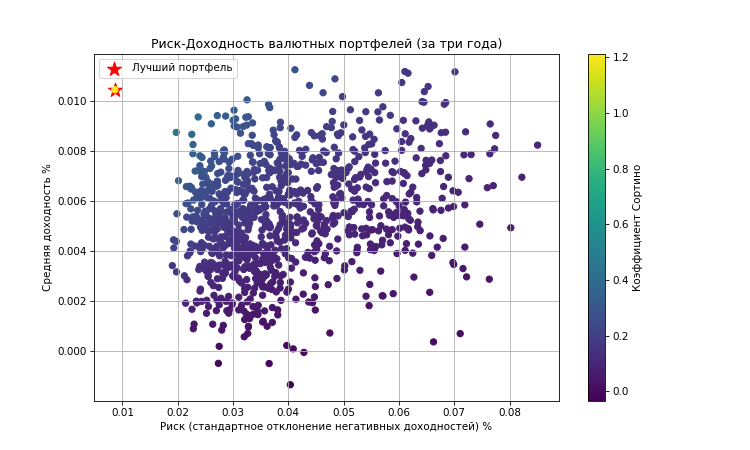 Риск-Доходность валютных портфелей (за три года)
Лучший портфель
0.010
0.008
0.006
0.004
0.002
0.000
Средняя доходность %
0.01 0.02 0.03 0.04 0.05 0.06 0.07 0.08
Риск (стандартное отклонение негативных доходностей) %
1.2
1.0
0.8
0.6
0.4
0.2
0.0
Коэффициент Сортино